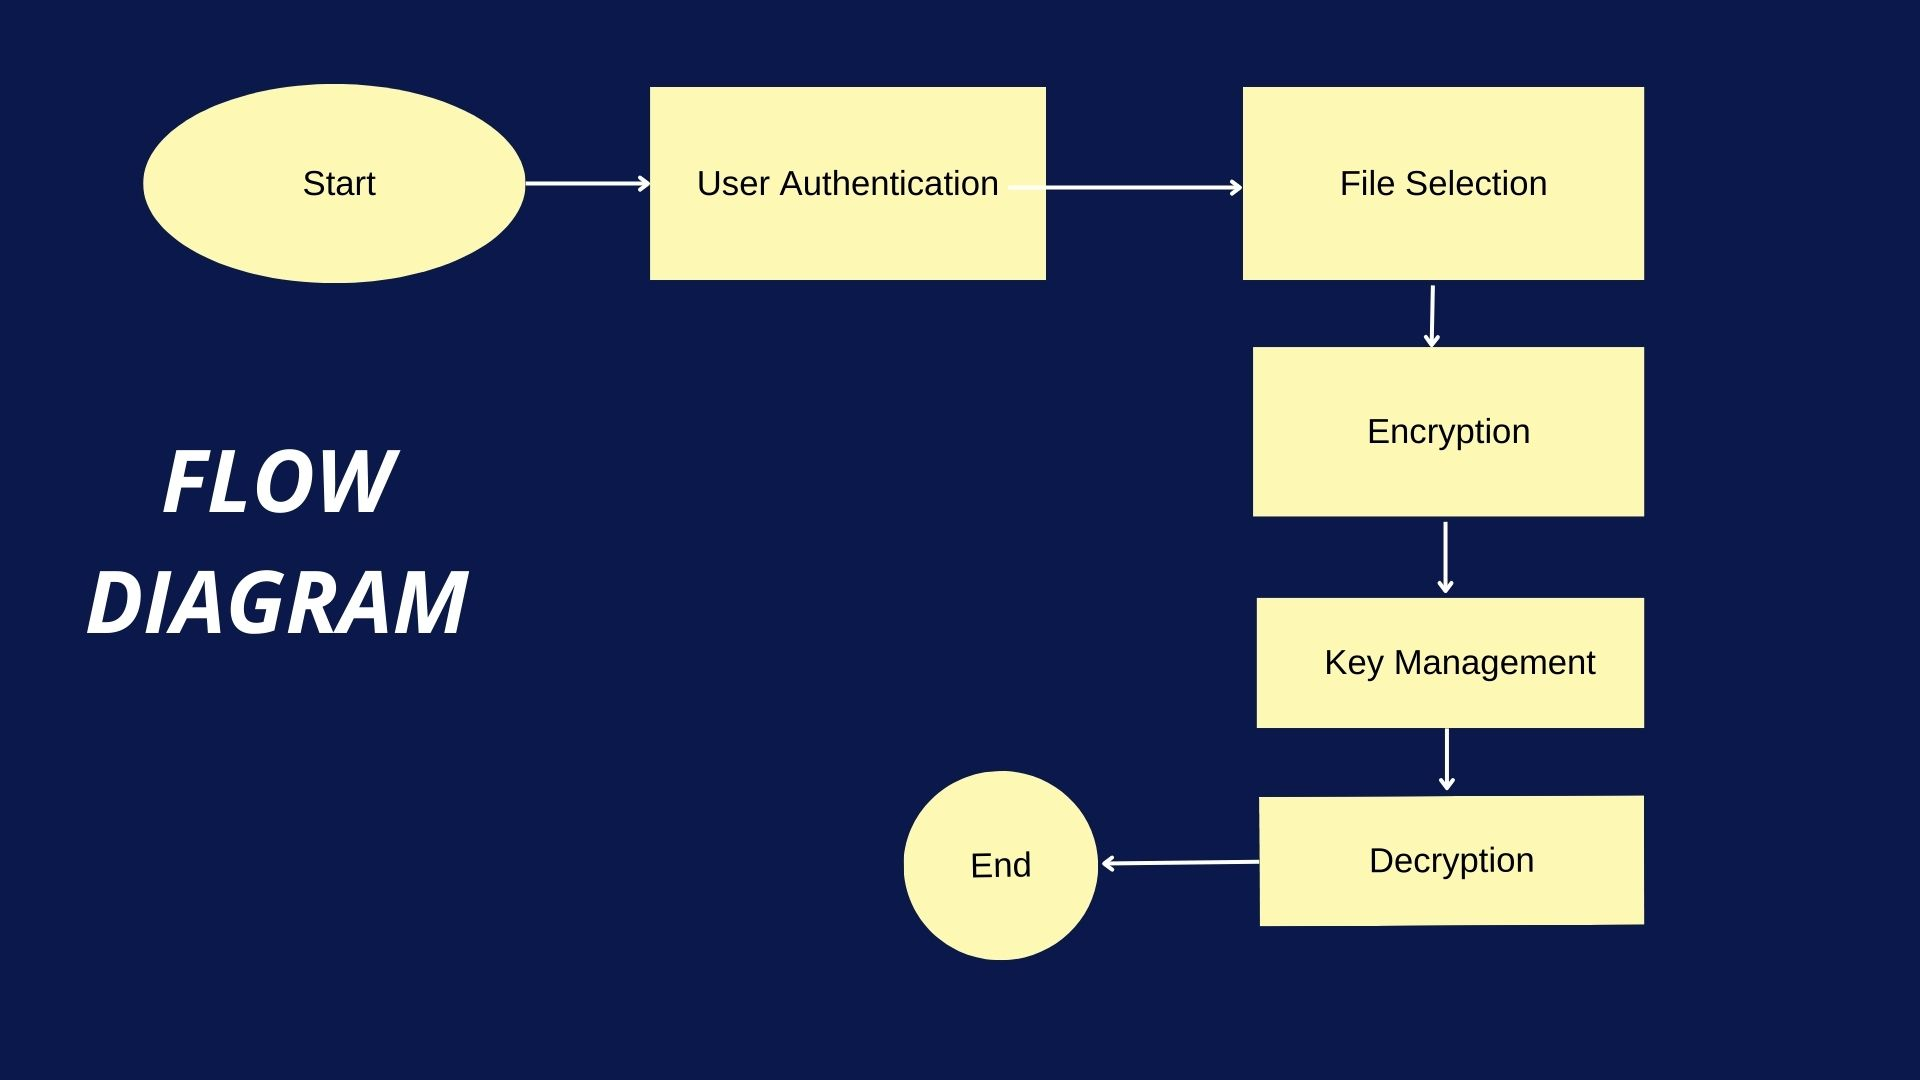 Start
User Authentication
File Selection
Encryption
FLOW
DIAGRAM
Key Management
End
Decryption